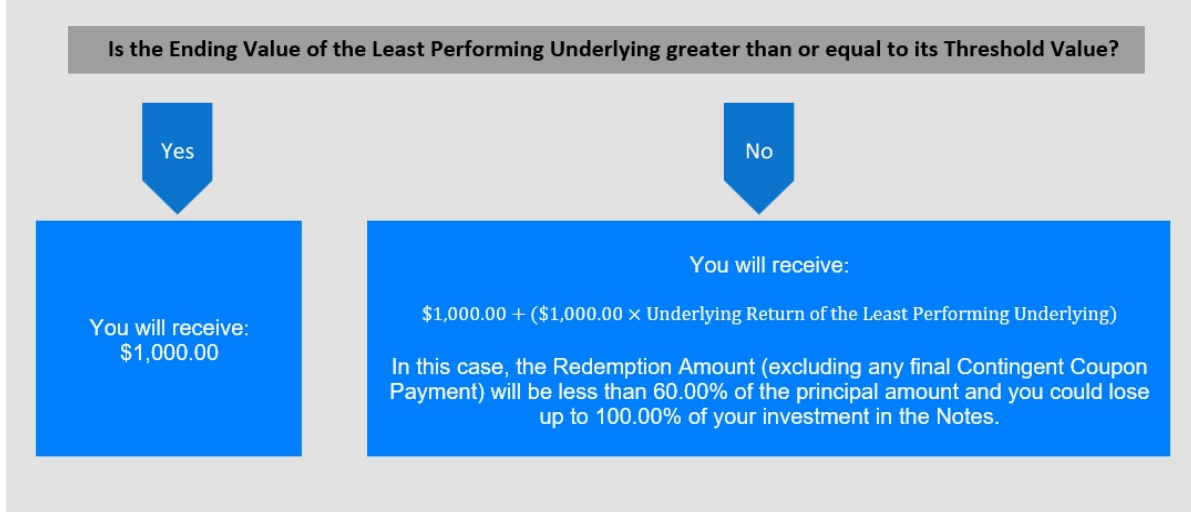 Is the Ending Value of the Least Performing Underlying greater than or equal to its Threshold Value?
Yes
No
You will receive:
$1,000.00
You will receive:
$1,000.00 + ($1,000.00 × Underlying Return of the Least Performing Underlying)
In this case, the Redemption Amount (excluding any final Contingent Coupon
Payment) will be less than 60.00% of the principal amount and you could lose
up to 100.00% of your investment in the Notes.